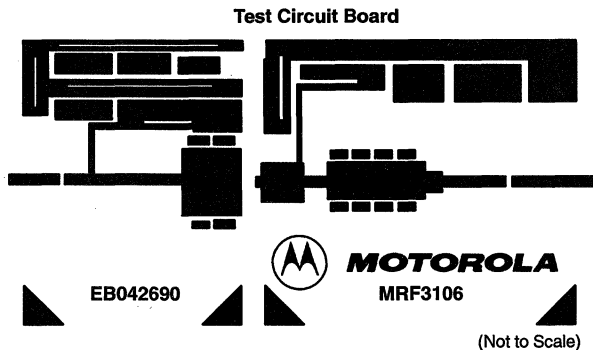 Test Circuit Board
MOTOROLA
EB042690
MRF3106
(Not to Scale)